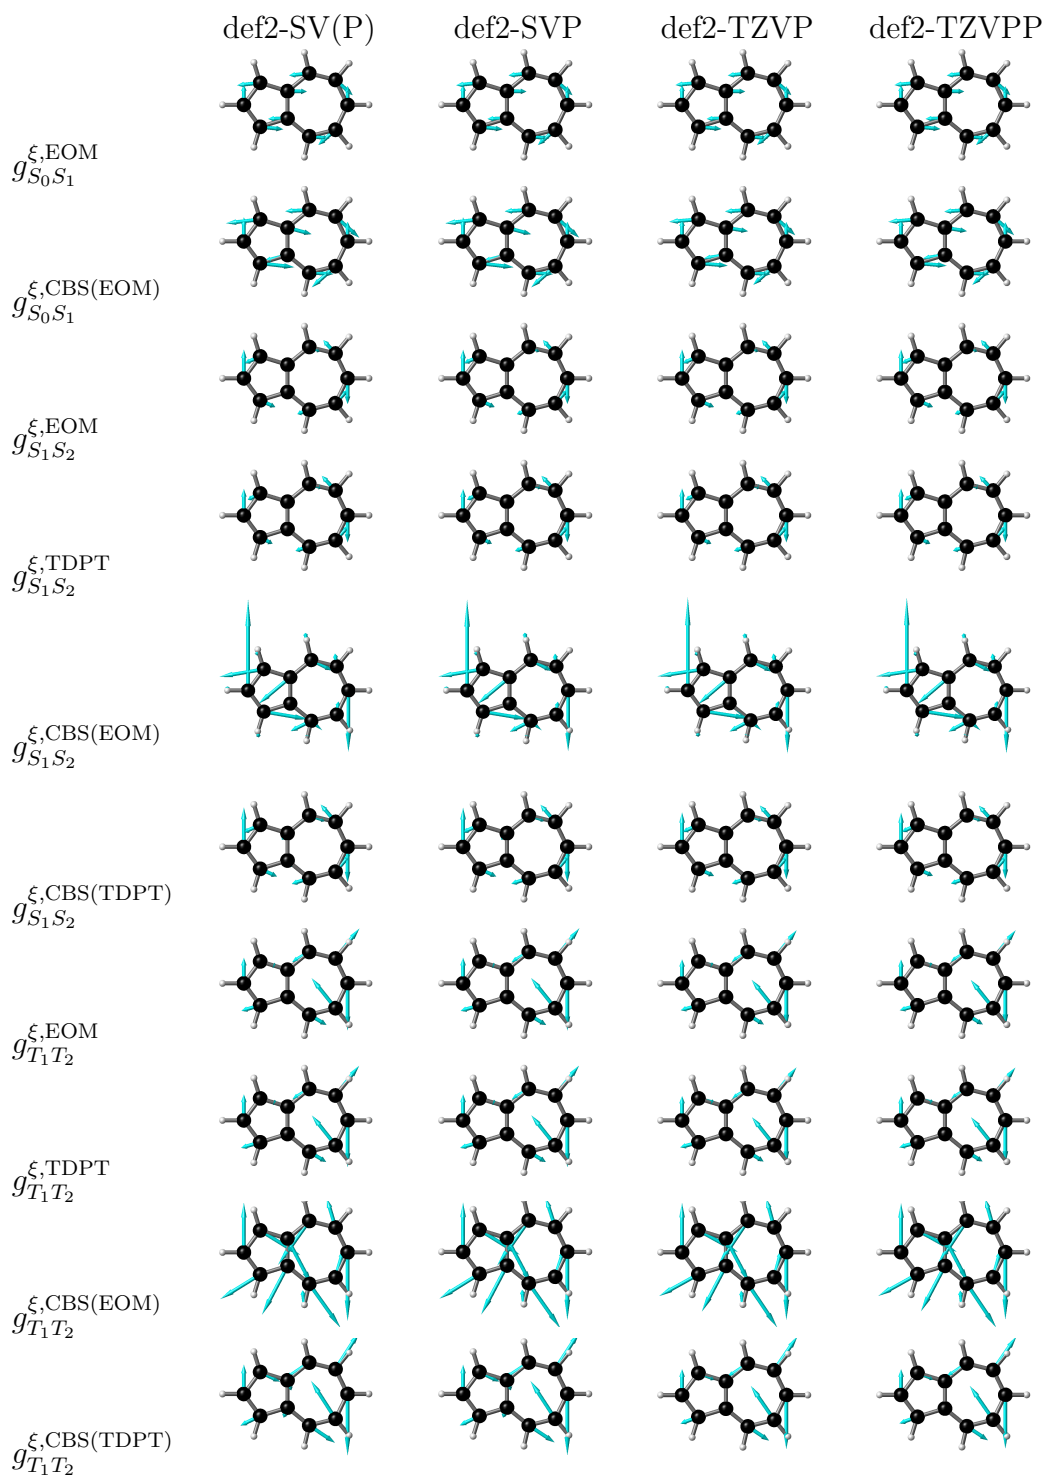 def2-SV(P) def2-SVP def2-TZVP def2-TZVPP
g^{ξ,EOM}_{S_0S_1}
g^{ξ,CBS(EOM)}_{S_0S_1}
g^{ξ,EOM}_{S_1S_2}
g^{ξ,TDPT}_{S_1S_2}
g^{ξ,CBS(EOM)}_{S_1S_2}
g^{ξ,CBS(TDPT)}_{S_1S_2}
g^{ξ,EOM}_{T_1T_2}
g^{ξ,TDPT}_{T_1T_2}
g^{ξ,CBS(EOM)}_{T_1T_2}
g^{ξ,CBS(TDPT)}_{T_1T_2}